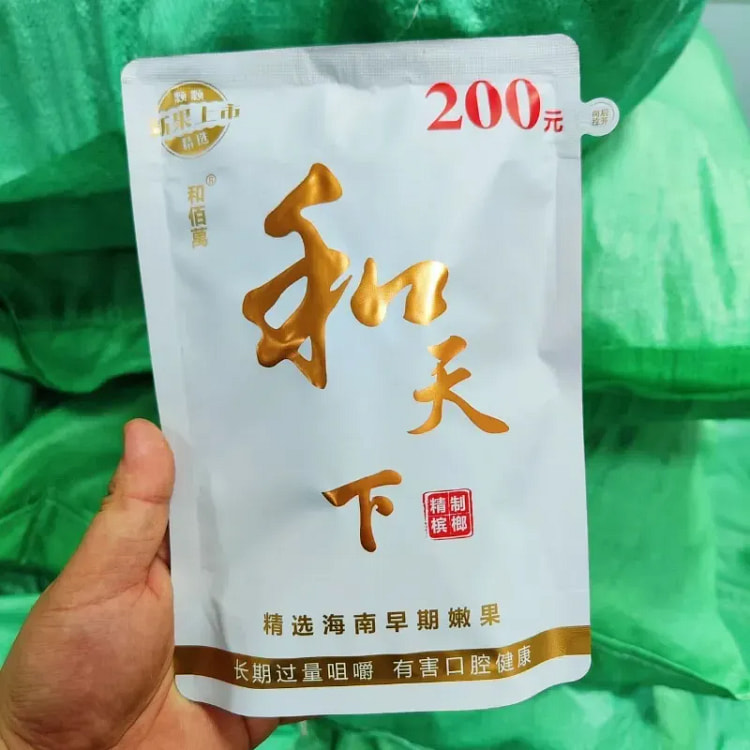 颗颗
新果上市
精选
200元
和佰萬®
和天下
精制
槟榔
精选海南早期嫩果
长期过量咀嚼 有害口腔健康